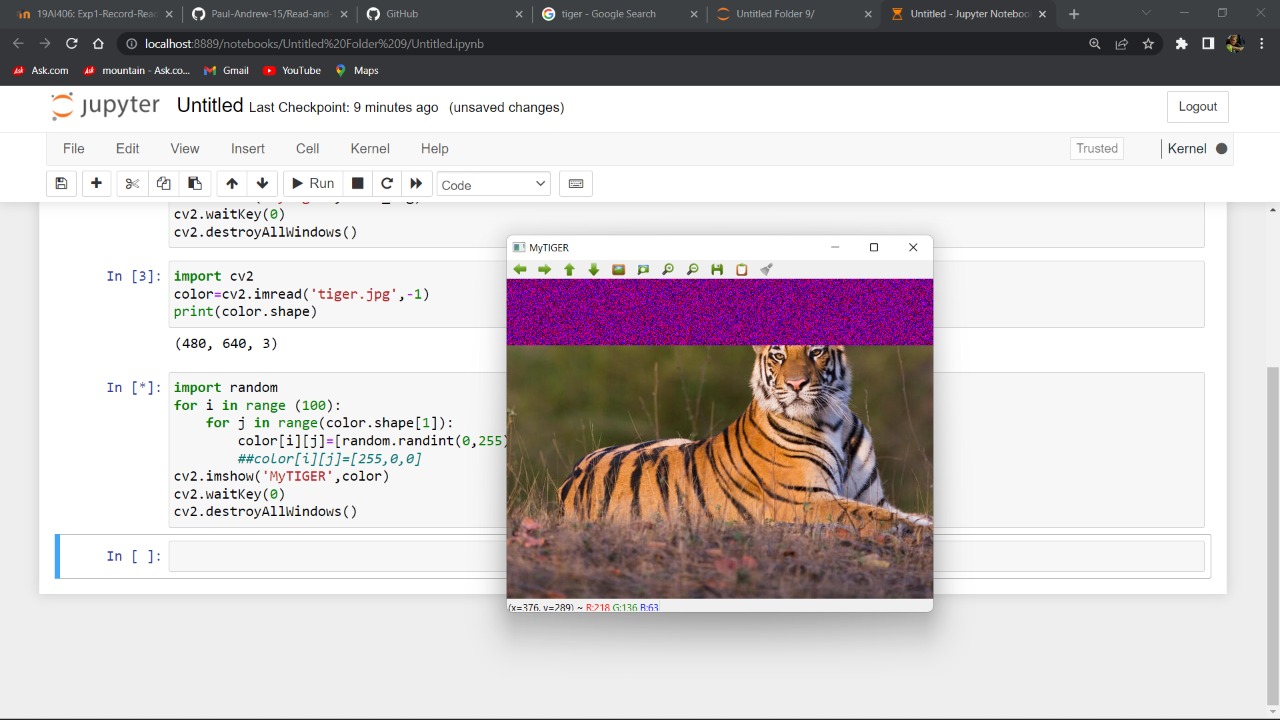 19AI406: Exp1-Record-Read
Paul-Andrew-15/Read-and-
GitHub
tiger - Google Search
Untitled Folder 9/
Untitled - Jupyter Notebook
localhost:8889/notebooks/Untitled%20Folder%209/Untitled.ipynb
Ask.com
mountain - Ask.co...
Gmail
YouTube
Maps
jupyter Untitled Last Checkpoint: 9 minutes ago (unsaved changes)
Logout
File Edit View Insert Cell Kernel Help
Trusted
Kernel
Run
Code
cv2.waitKey(0)
cv2.destroyAllWindows()
In [3]:
import cv2
color=cv2.imread('tiger.jpg',-1)
print(color.shape)
(480, 640, 3)
In [*]:
import random
for i in range (100):
for j in range(color.shape[1]):
color[i][j]=[random.randint(0,255)
##color[i][j]=[255,0,0]
cv2.imshow('MyTIGER',color)
cv2.waitKey(0)
cv2.destroyAllWindows()
In [ ]:
MyTIGER
(x=376, y=289) ~ R:218 G:136 B:63